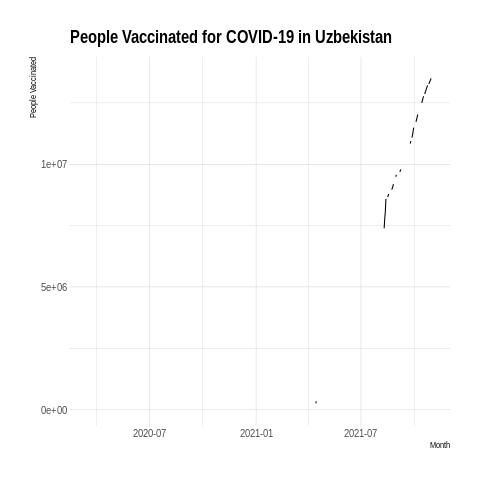 People Vaccinated for COVID-19 in Uzbekistan
People Vaccinated
1e+07
5e+06
0e+00
2020-07
2021-01
2021-07
Month